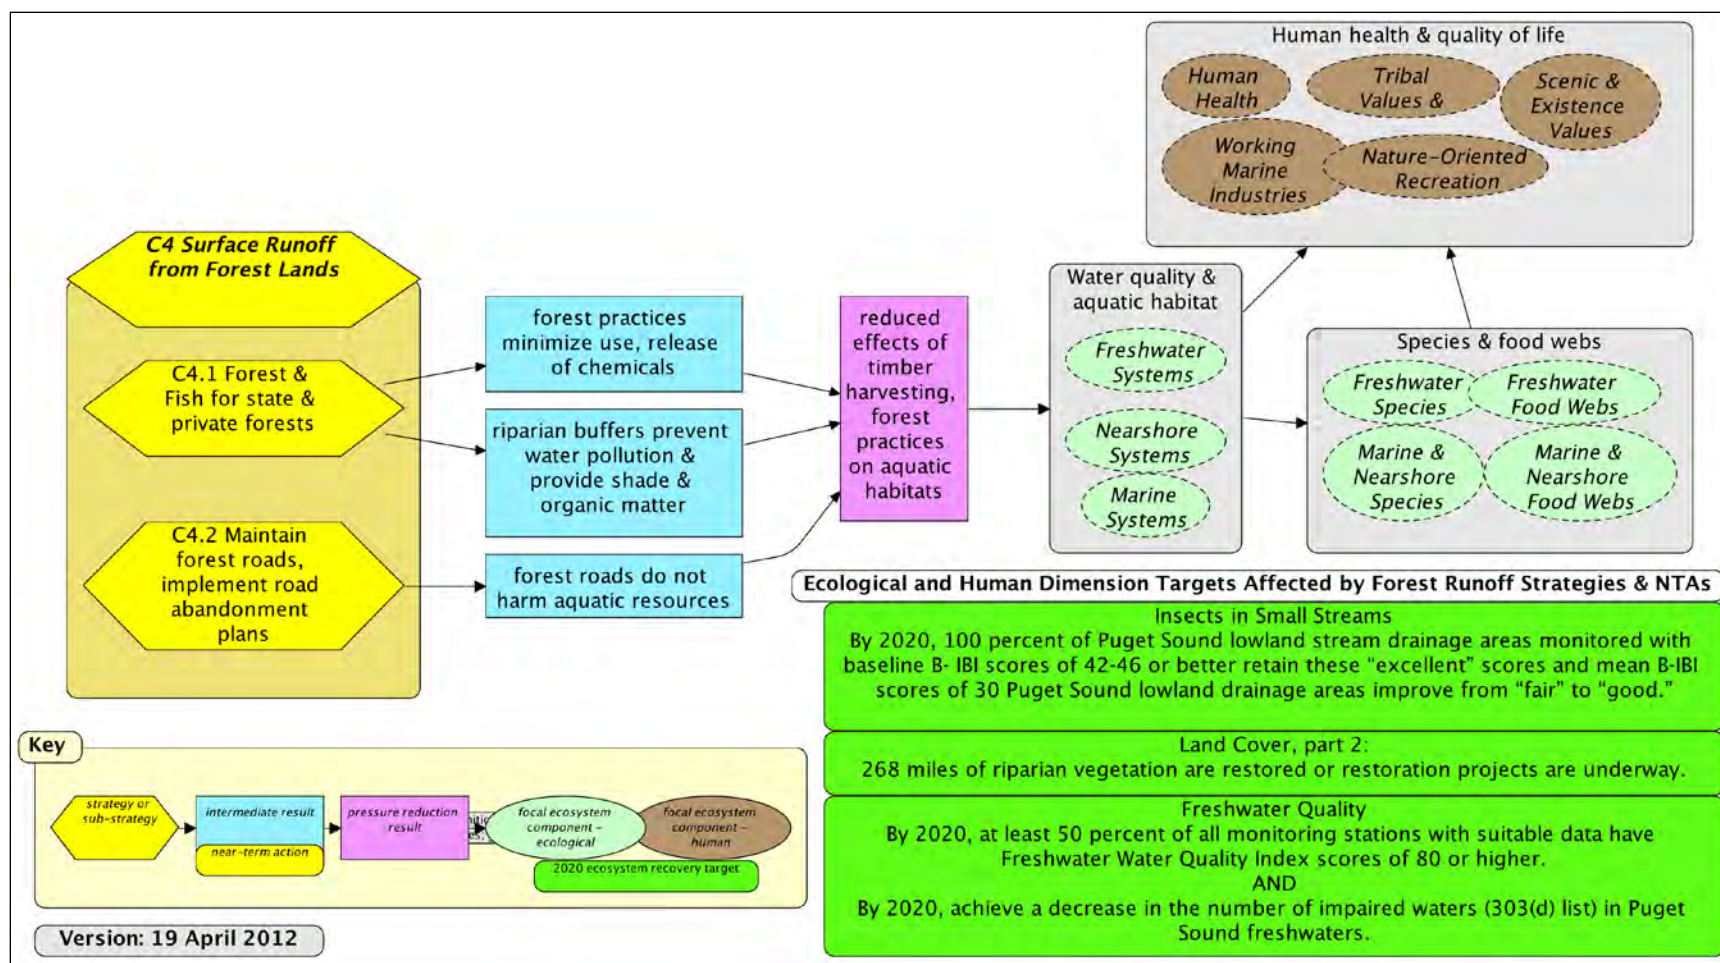 Human health & quality of life
Human
Health
Tribal
Values &
Scenic &
Existence
Values
Working
Marine
Industries
Nature-Oriented
Recreation
C4 Surface Runoff
from Forest Lands
C4.1 Forest &
Fish for state &
private forests
C4.2 Maintain
forest roads,
implement road
abandonment
plans
forest practices
minimize use, release
of chemicals
riparian buffers prevent
water pollution &
provide shade &
organic matter
forest roads do not
harm aquatic resources
reduced
effects of
timber
harvesting,
forest
practices
on aquatic
habitats
Water quality &
aquatic habitat
Freshwater
Systems
Nearshore
Systems
Marine
Systems
Species & food webs
Freshwater
Species
Freshwater
Food Webs
Marine &
Nearshore
Species
Marine &
Nearshore
Food Webs
Ecological and Human Dimension Targets Affected by Forest Runoff Strategies & NTAs
Insects in Small Streams
By 2020, 100 percent of Puget Sound lowland stream drainage areas monitored with
baseline B- IBI scores of 42-46 or better retain these “excellent” scores and mean B-IBI
scores of 30 Puget Sound lowland drainage areas improve from “fair” to “good.”
Land Cover, part 2:
268 miles of riparian vegetation are restored or restoration projects are underway.
Freshwater Quality
By 2020, at least 50 percent of all monitoring stations with suitable data have
Freshwater Water Quality Index scores of 80 or higher.
AND
By 2020, achieve a decrease in the number of impaired waters (303(d) list) in Puget
Sound freshwaters.
Key
strategy or
sub-strategy
intermediate result
near-term action
pressure reduction
result
focal ecosystem
component –
ecological
focal ecosystem
component –
human
2020 ecosystem recovery target
Version: 19 April 2012